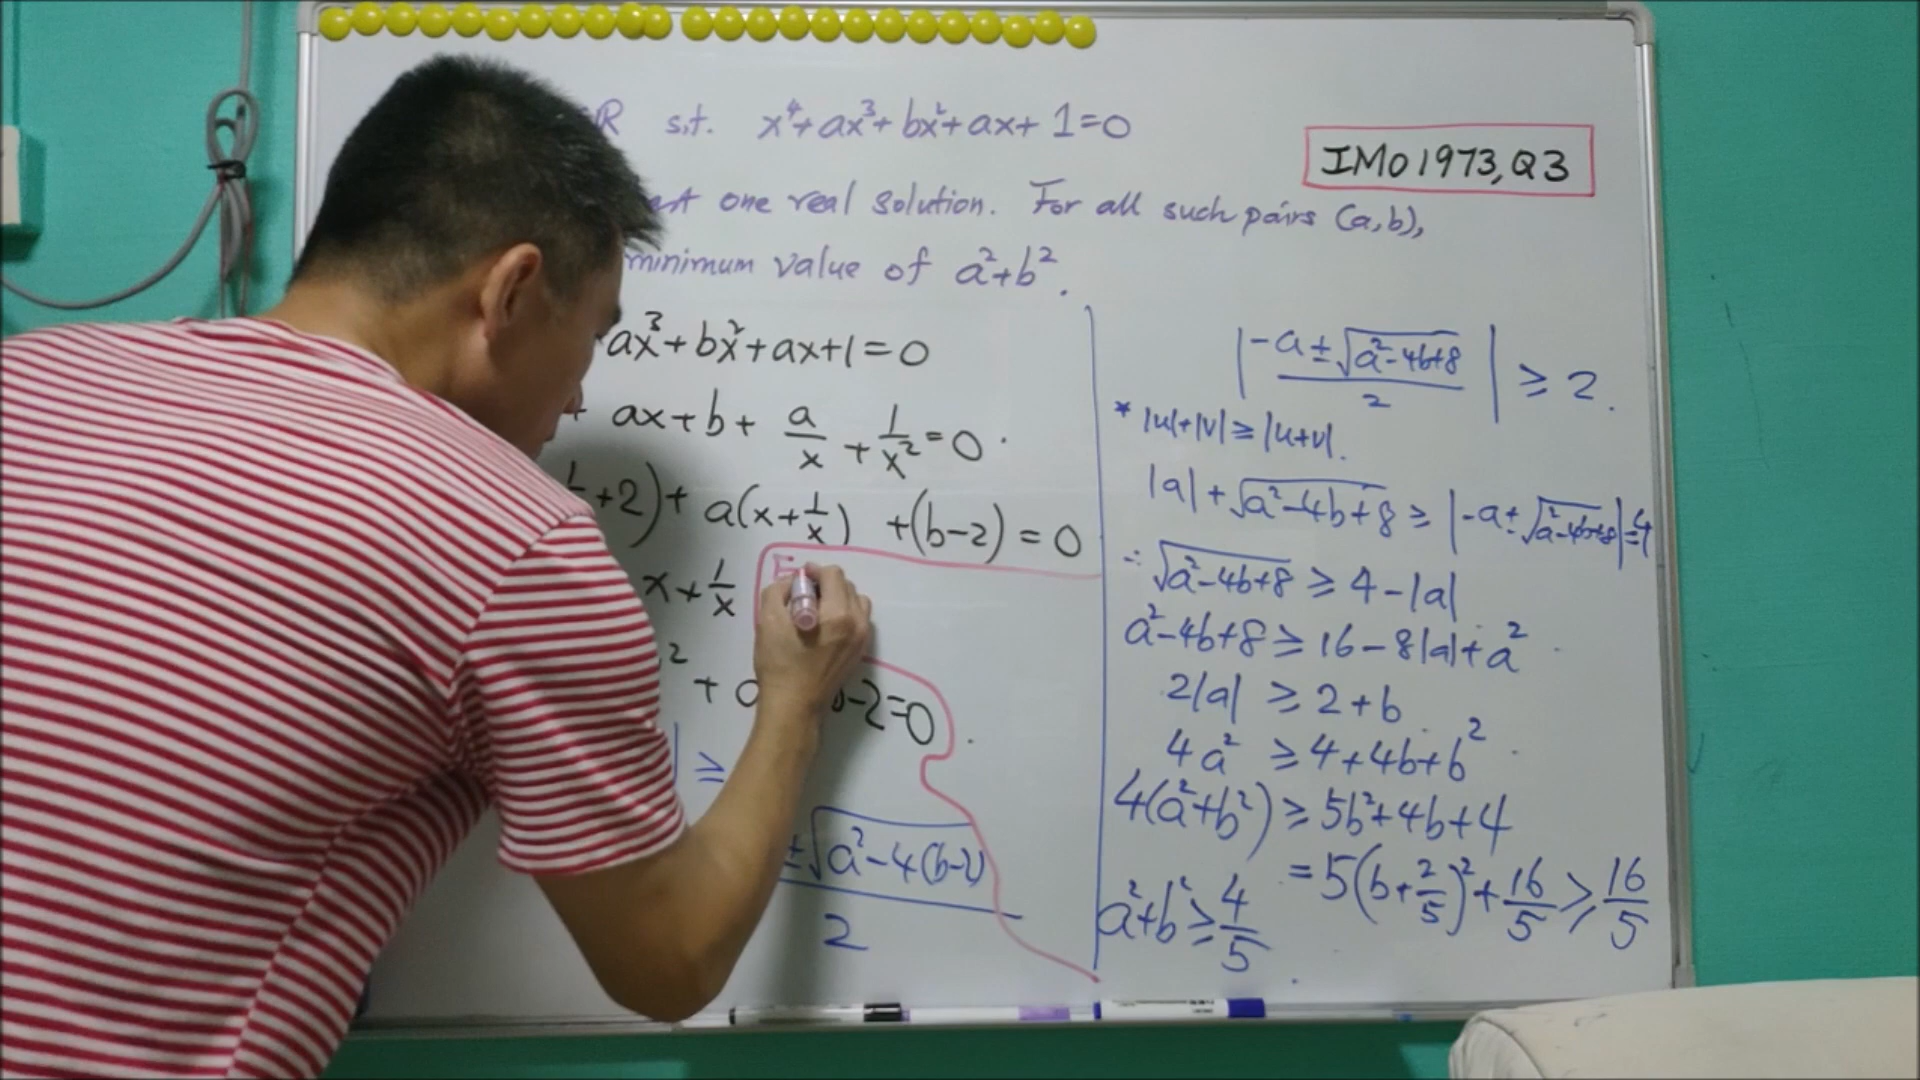 ℝ s.t. x⁴+ax³+bx²+ax+1=0
IMO 1973, Q3
one real solution. For all such pairs (a,b),
minimum value of a²+b².
ax³+bx²+ax+1=0
+ ax+b+ a/x + 1/x² =0.
+2)+ a(x+1/x) +(b-2) = 0
x+1/x
² + a b-2=0.
| ≥
±√(a²-4(b-2))
2
|(-a±√(a²-4b+8))/2| ≥ 2.
* |u|+|v|≥|u+v|.
|a|+√(a²-4b+8) ≥ |-a±√(a²-4b+8)|=4
∴ √(a²-4b+8) ≥ 4-|a|
a²-4b+8 ≥ 16-8|a|+a².
2|a| ≥ 2+b.
4a² ≥ 4+4b+b².
4(a²+b²) ≥ 5b²+4b+4
=5(b+2/5)²+16/5 ≥ 16/5
a²+b² ≥ 4/5.